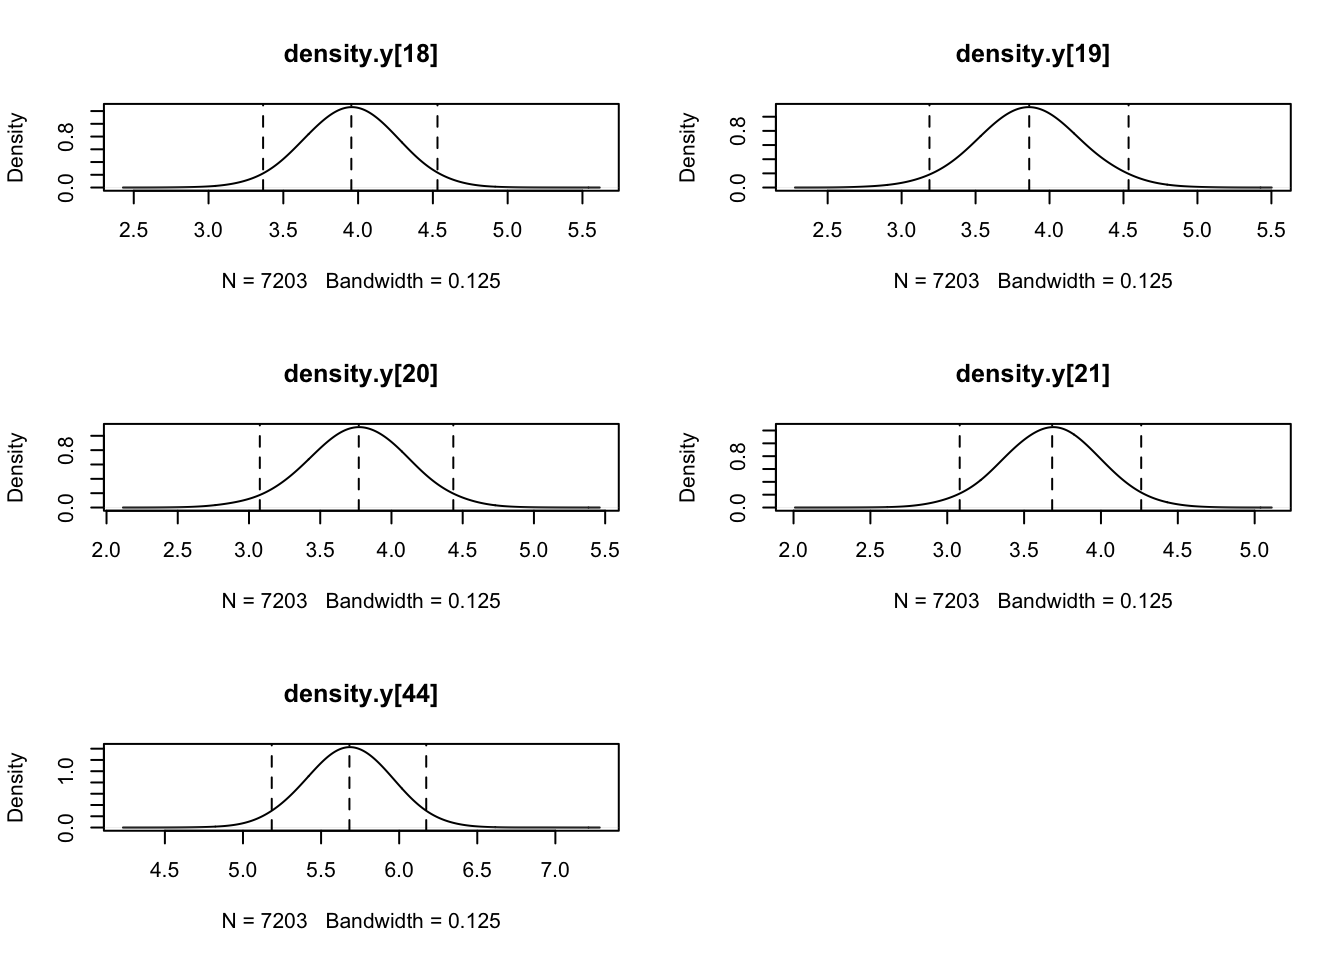 density.y[18]
Density
0.0 0.8
2.5 3.0 3.5 4.0 4.5 5.0 5.5
N = 7203 Bandwidth = 0.125
density.y[19]
Density
0.0 0.8
2.5 3.0 3.5 4.0 4.5 5.0 5.5
N = 7203 Bandwidth = 0.125
density.y[20]
Density
0.0 0.8
2.0 2.5 3.0 3.5 4.0 4.5 5.0 5.5
N = 7203 Bandwidth = 0.125
density.y[21]
Density
0.0 0.8
2.0 2.5 3.0 3.5 4.0 4.5 5.0
N = 7203 Bandwidth = 0.125
density.y[44]
Density
0.0 1.0
4.5 5.0 5.5 6.0 6.5 7.0
N = 7203 Bandwidth = 0.125